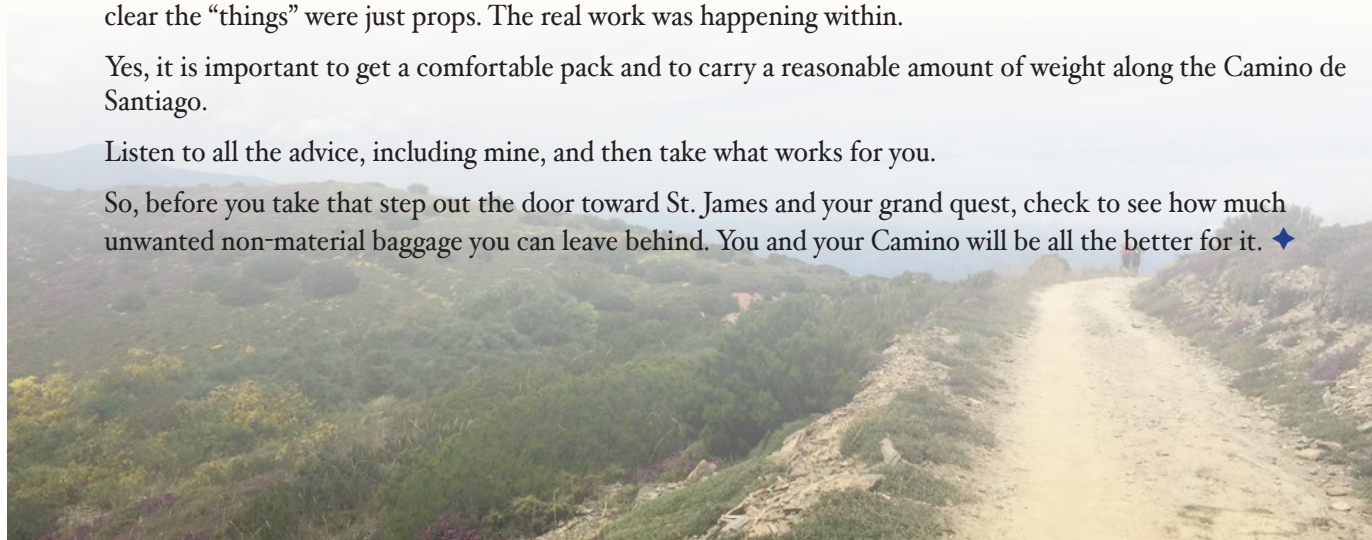 clear the “things” were just props. The real work was happening within.
Yes, it is important to get a comfortable pack and to carry a reasonable amount of weight along the Camino de
Santiago.
Listen to all the advice, including mine, and then take what works for you.
So, before you take that step out the door toward St. James and your grand quest, check to see how much
unwanted non-material baggage you can leave behind. You and your Camino will be all the better for it.